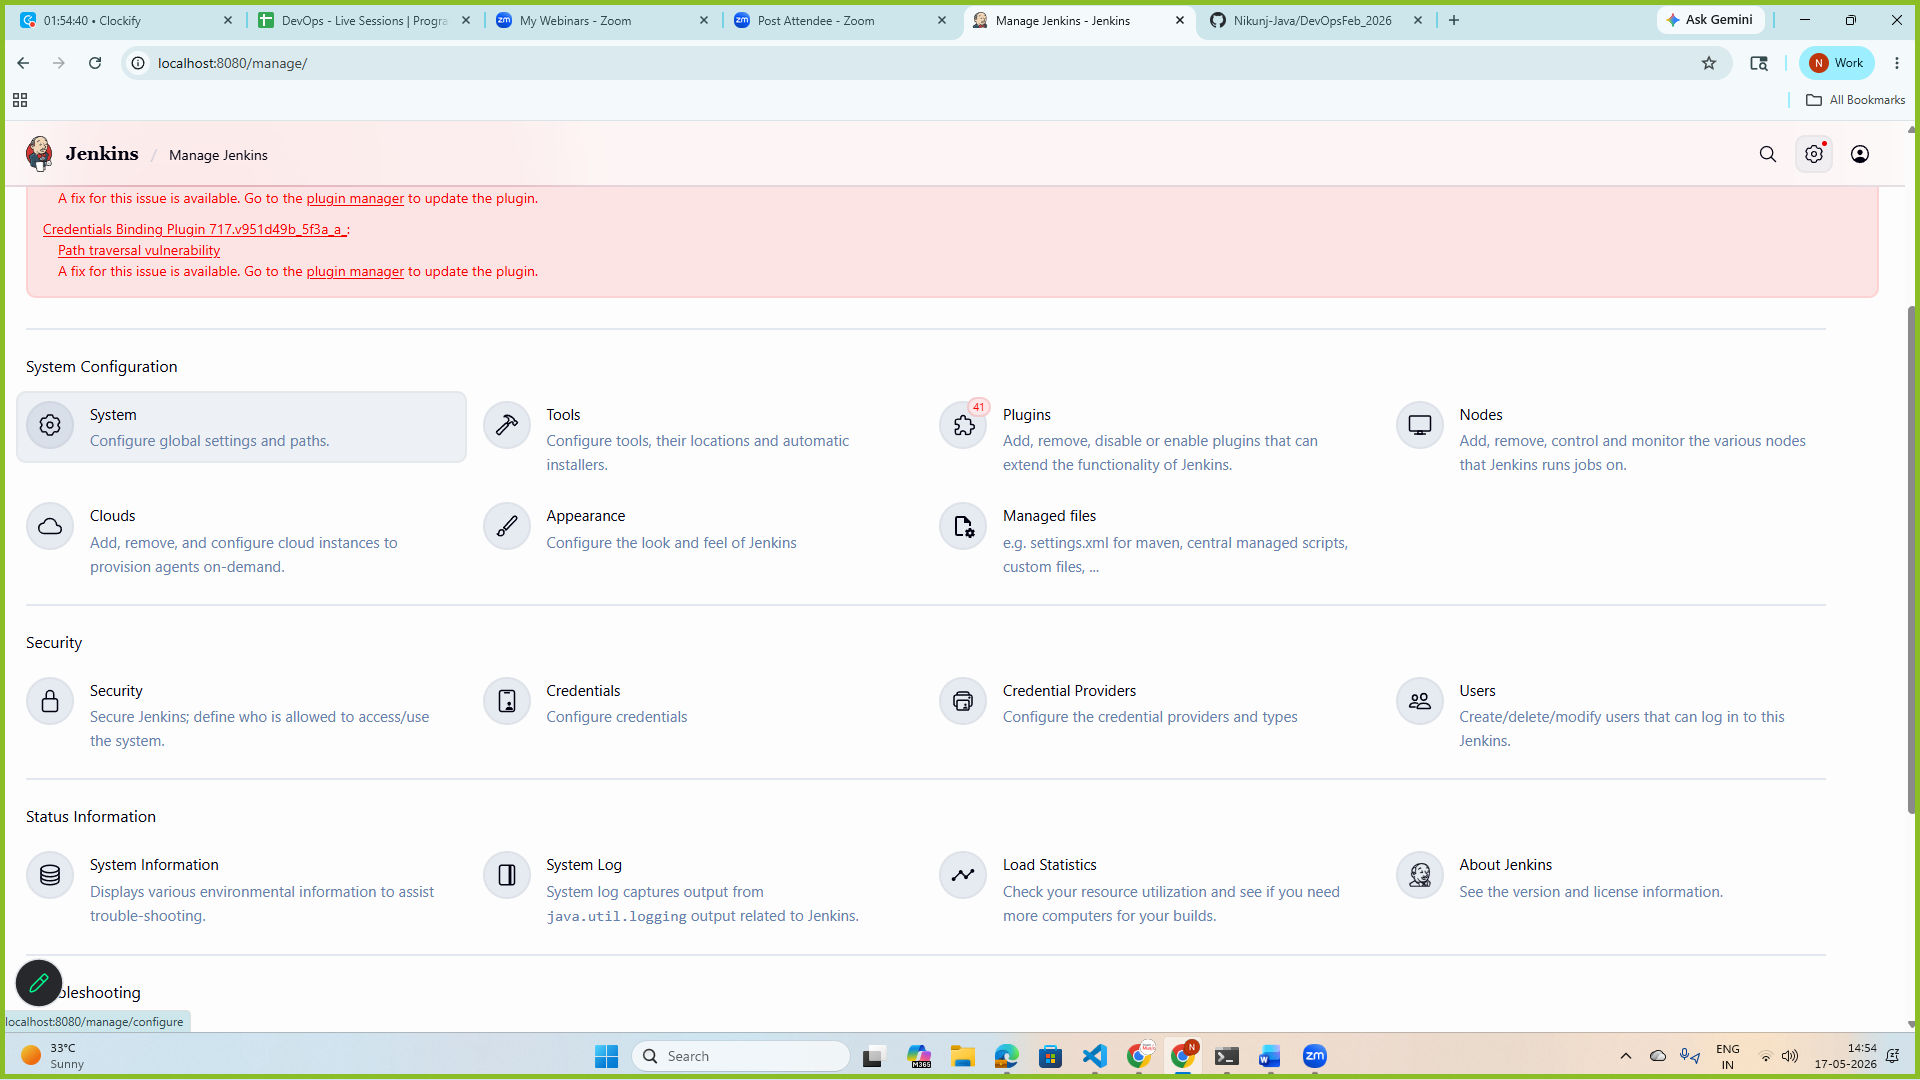 01:54:40 • Clockify
DevOps - Live Sessions | Progra
My Webinars - Zoom
Post Attendee - Zoom
Manage Jenkins - Jenkins
Nikunj-Java/DevOpsFeb_2026
Ask Gemini
localhost:8080/manage/
N Work
All Bookmarks
Jenkins / Manage Jenkins
A fix for this issue is available. Go to the plugin manager to update the plugin.
Credentials Binding Plugin 717.v951d49b_5f3a_a_:
Path traversal vulnerability
A fix for this issue is available. Go to the plugin manager to update the plugin.
System Configuration
System
Configure global settings and paths.
Tools
Configure tools, their locations and automatic
installers.
41
Plugins
Add, remove, disable or enable plugins that can
extend the functionality of Jenkins.
Nodes
Add, remove, control and monitor the various nodes
that Jenkins runs jobs on.
Clouds
Add, remove, and configure cloud instances to
provision agents on-demand.
Appearance
Configure the look and feel of Jenkins
Managed files
e.g. settings.xml for maven, central managed scripts,
custom files, ...
Security
Security
Secure Jenkins; define who is allowed to access/use
the system.
Credentials
Configure credentials
Credential Providers
Configure the credential providers and types
Users
Create/delete/modify users that can log in to this
Jenkins.
Status Information
System Information
Displays various environmental information to assist
trouble-shooting.
System Log
System log captures output from
java.util.logging output related to Jenkins.
Load Statistics
Check your resource utilization and see if you need
more computers for your builds.
About Jenkins
See the version and license information.
bleshooting
localhost:8080/manage/configure
33°C
Sunny
Search
M365
N
zm
ENG
IN
14:54
17-05-2026